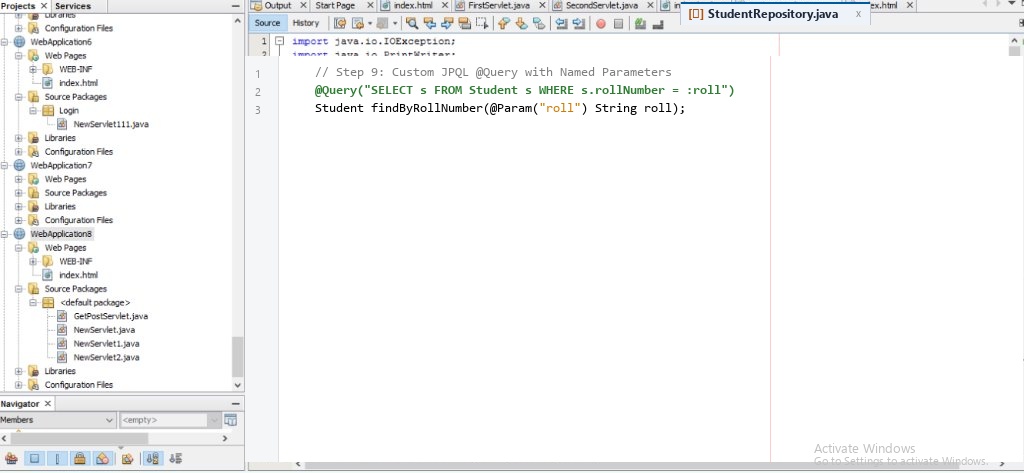 Projects
Services
Libraries
Configuration Files
WebApplication6
Web Pages
WEB-INF
index.html
Source Packages
Login
NewServlet111.java
Libraries
Configuration Files
WebApplication7
Web Pages
Source Packages
Libraries
Configuration Files
WebApplication8
Web Pages
WEB-INF
index.html
Source Packages
<default package>
GetPostServlet.java
NewServlet.java
NewServlet1.java
NewServlet2.java
Libraries
Configuration Files
Navigator
Members
<empty>
Output
Start Page
index.html
FirstServlet.java
SecondServlet.java
StudentRepository.java
x
Source
History
1 import java.io.IOException;
2 import java.io.PrintWriter;
1 // Step 9: Custom JPQL @Query with Named Parameters
2 @Query("SELECT s FROM Student s WHERE s.rollNumber = :roll")
3 Student findByRollNumber(@Param("roll") String roll);
Activate Windows
Go to Settings to activate Windows.